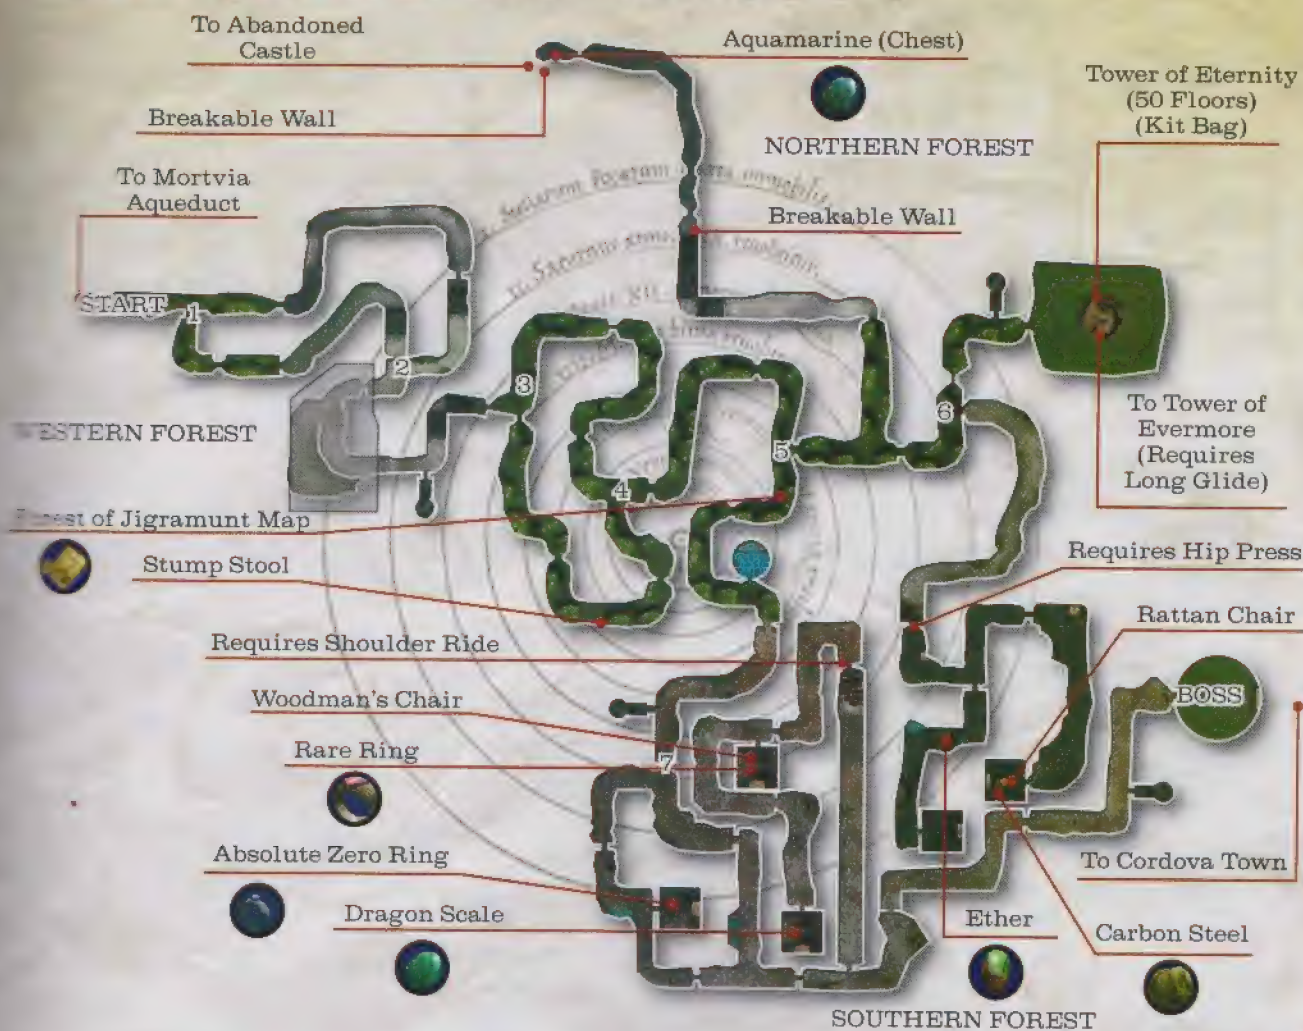 To Abandoned
Castle
Aquamarine (Chest)
Tower of Eternity
(50 Floors)
(Kit Bag)
Breakable Wall
NORTHERN FOREST
To Mortvia
Aqueduct
Breakable Wall
START
1
2
3
4
5
6
7
WESTERN FOREST
To Tower of
Evermore
(Requires
Long Glide)
Forest of Jigramunt Map
Stump Stool
Requires Hip Press
Rattan Chair
Requires Shoulder Ride
Woodman's Chair
BOSS
Rare Ring
Absolute Zero Ring
To Cordova Town
Dragon Scale
Ether
Carbon Steel
SOUTHERN FOREST